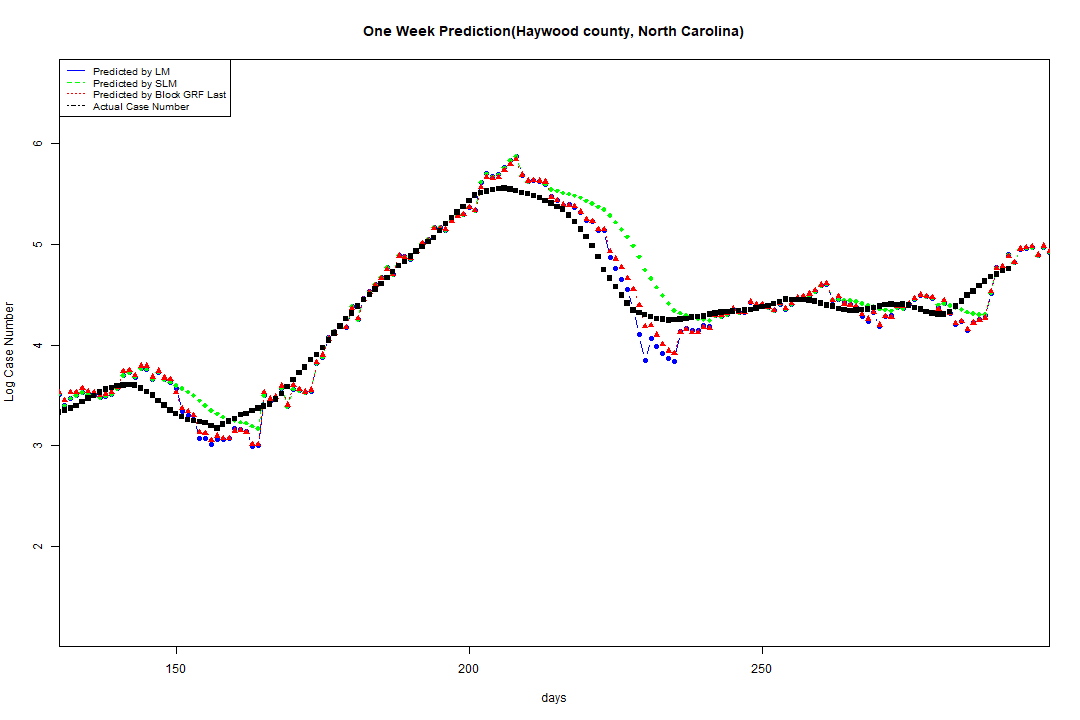 One Week Prediction(Haywood county, North Carolina)
Predicted by LM
Predicted by SLM
Predicted by Block GRF Last
Actual Case Number
6
5
4
3
2
Log Case Number
150 200 250
days